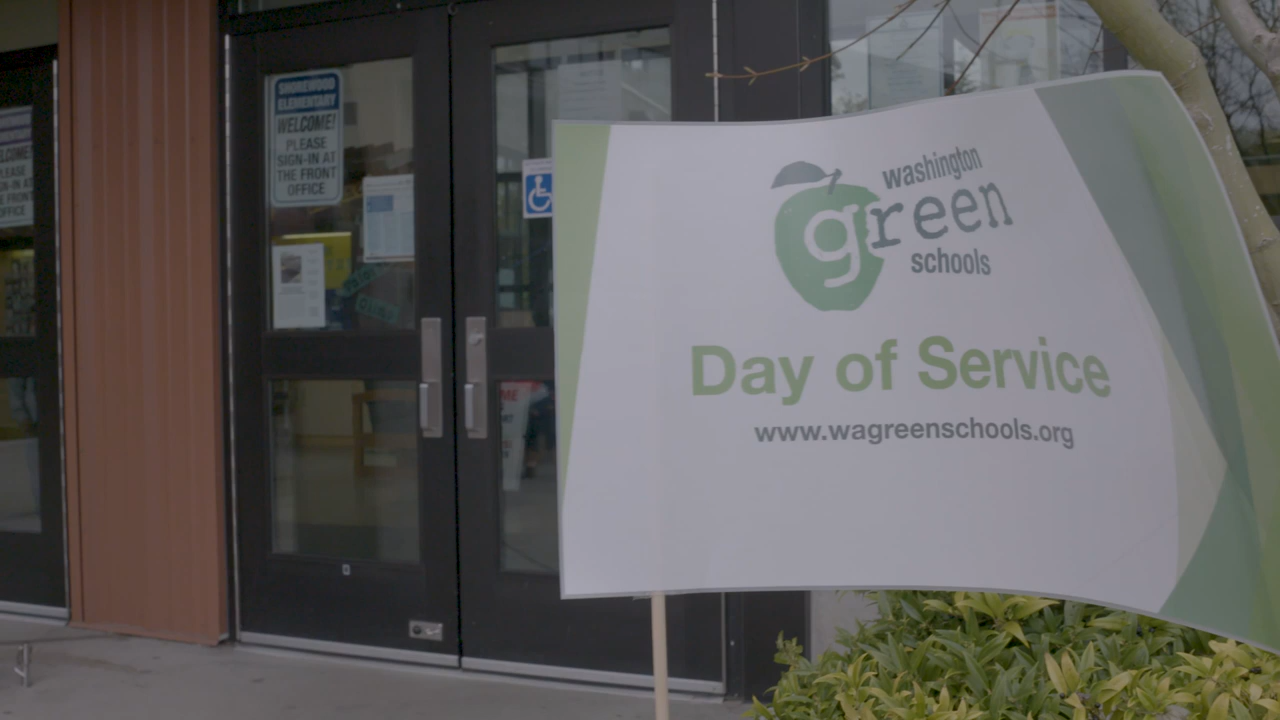 SHOREWOOD
ELEMENTARY
WELCOME!
PLEASE
SIGN-IN AT
THE FRONT
OFFICE
washington
green
schools
Day of Service
www.wagreenschools.org